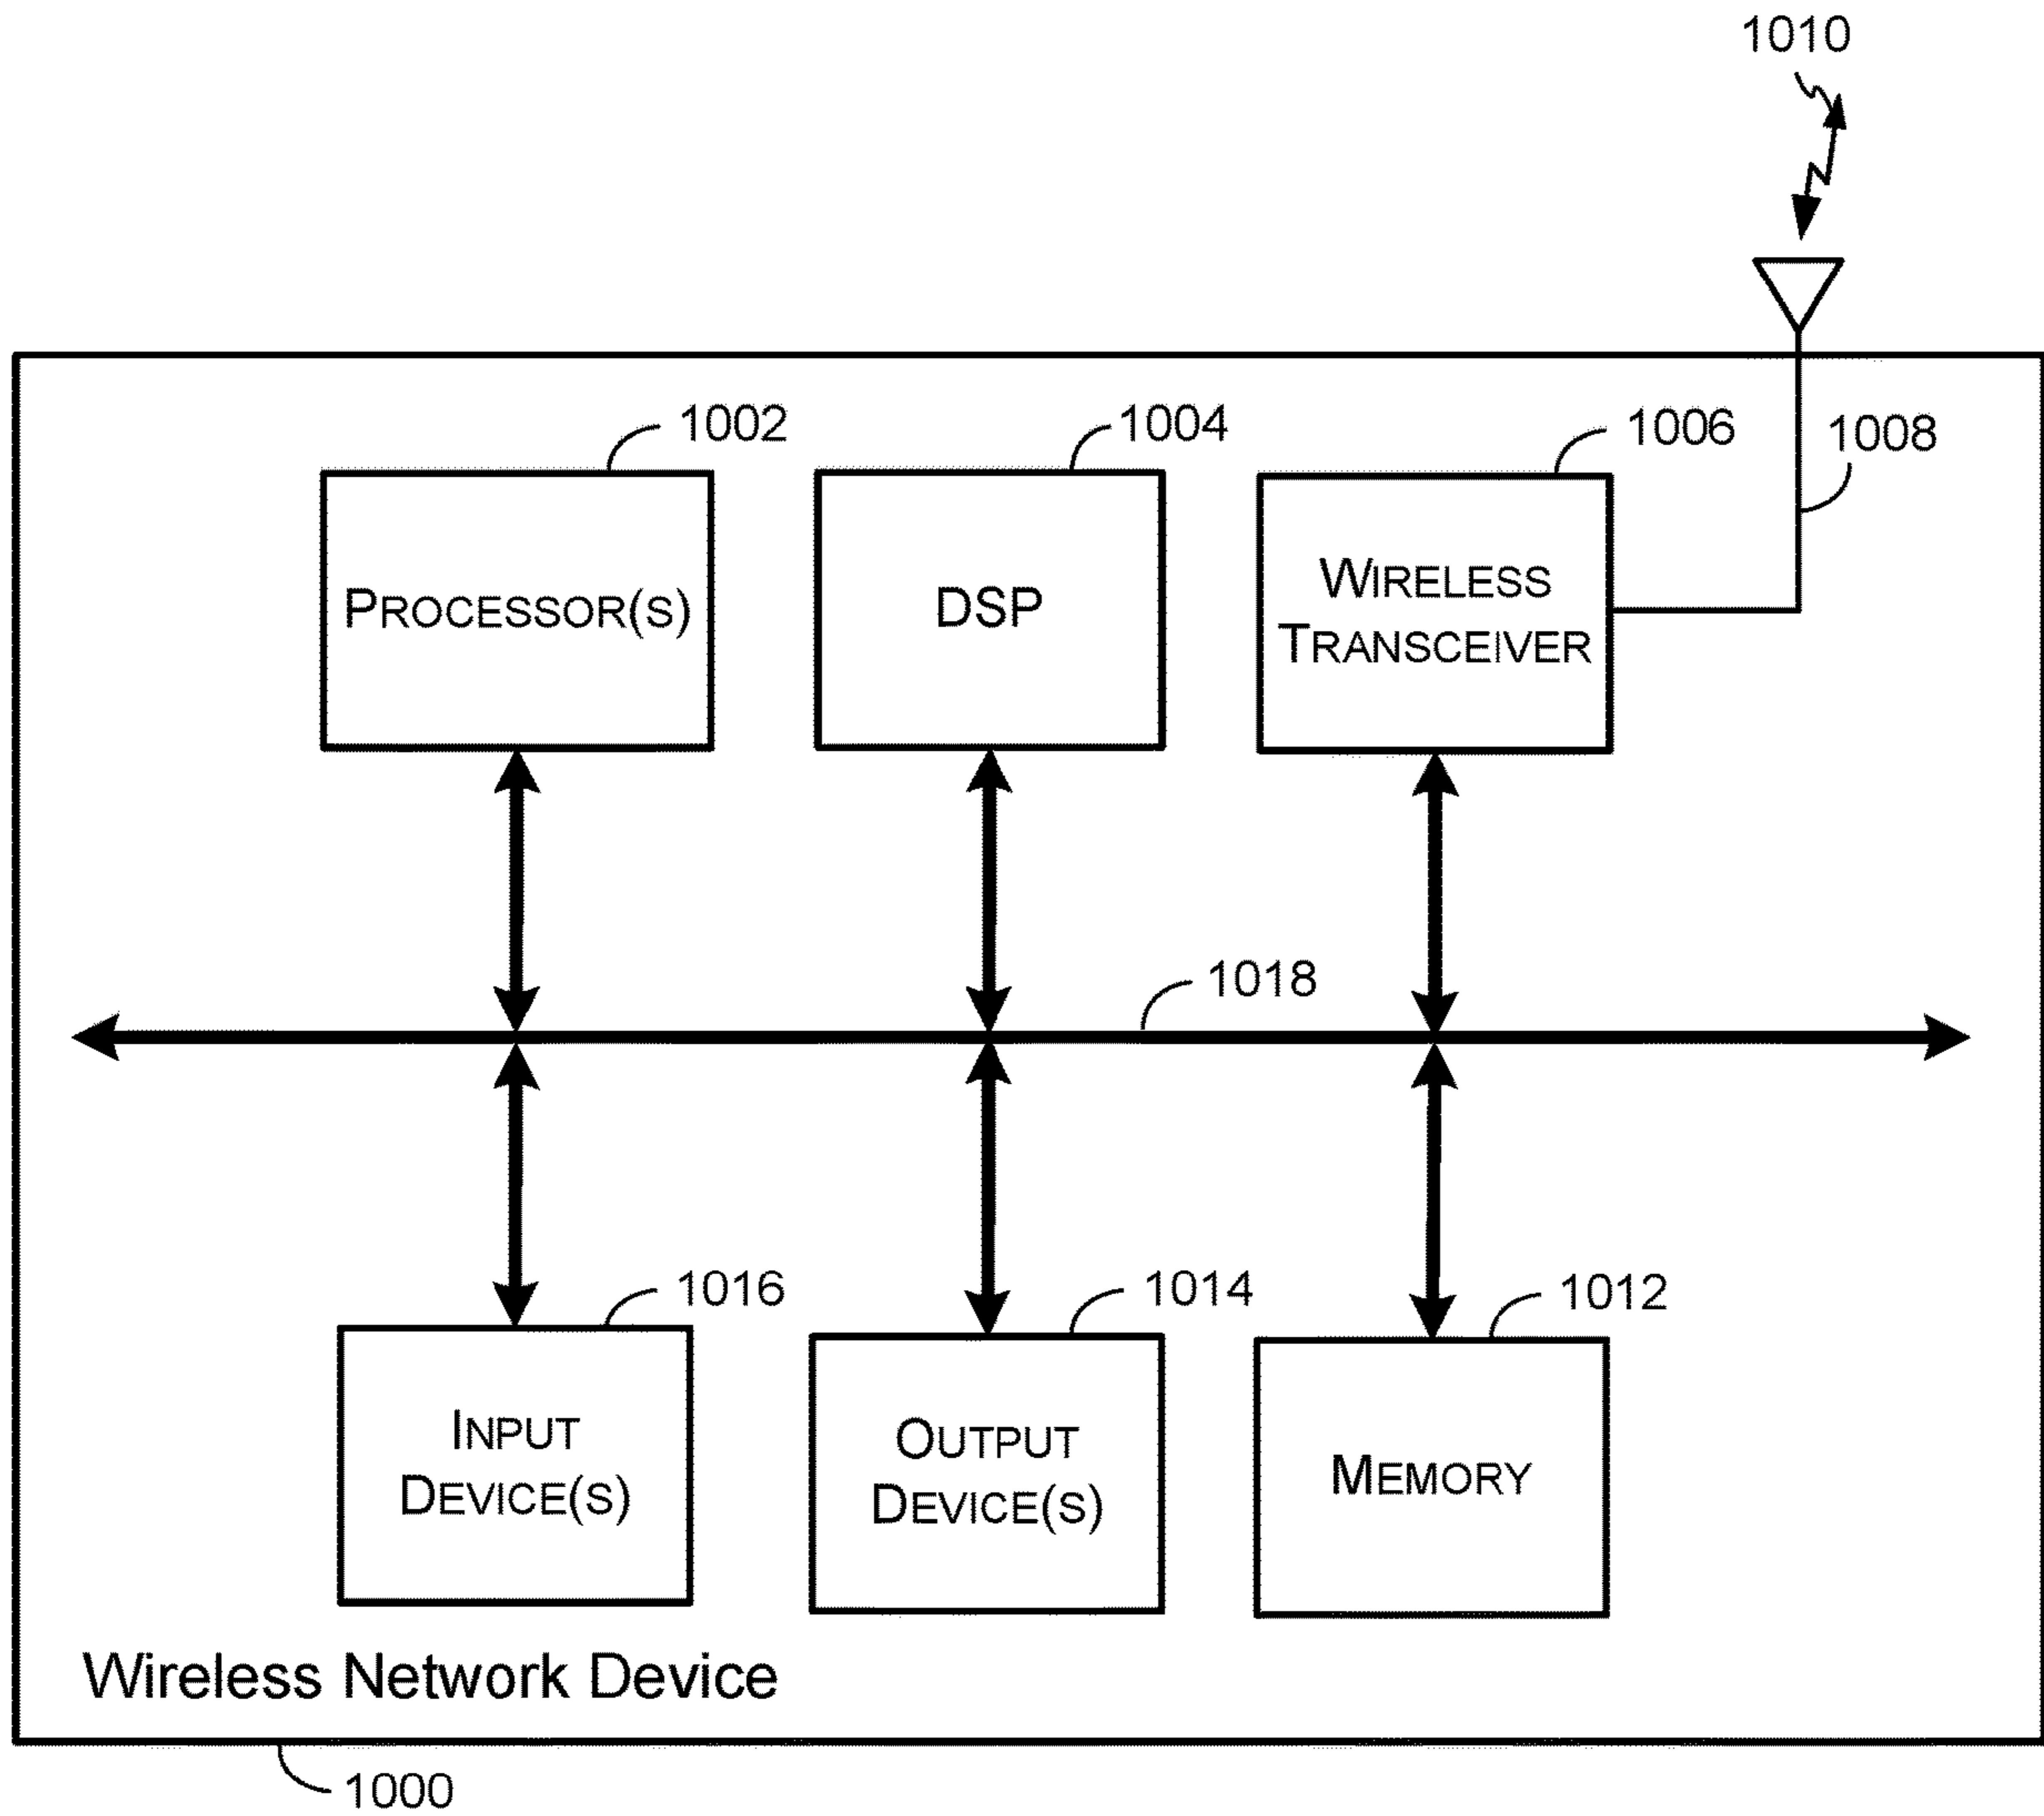 1010
1002
1004
1006
1008
PROCESSOR(S)
DSP
WIRELESS
TRANSCEIVER
1018
1016
1014
1012
INPUT
DEVICE(S)
OUTPUT
DEVICE(S)
MEMORY
Wireless Network Device
1000